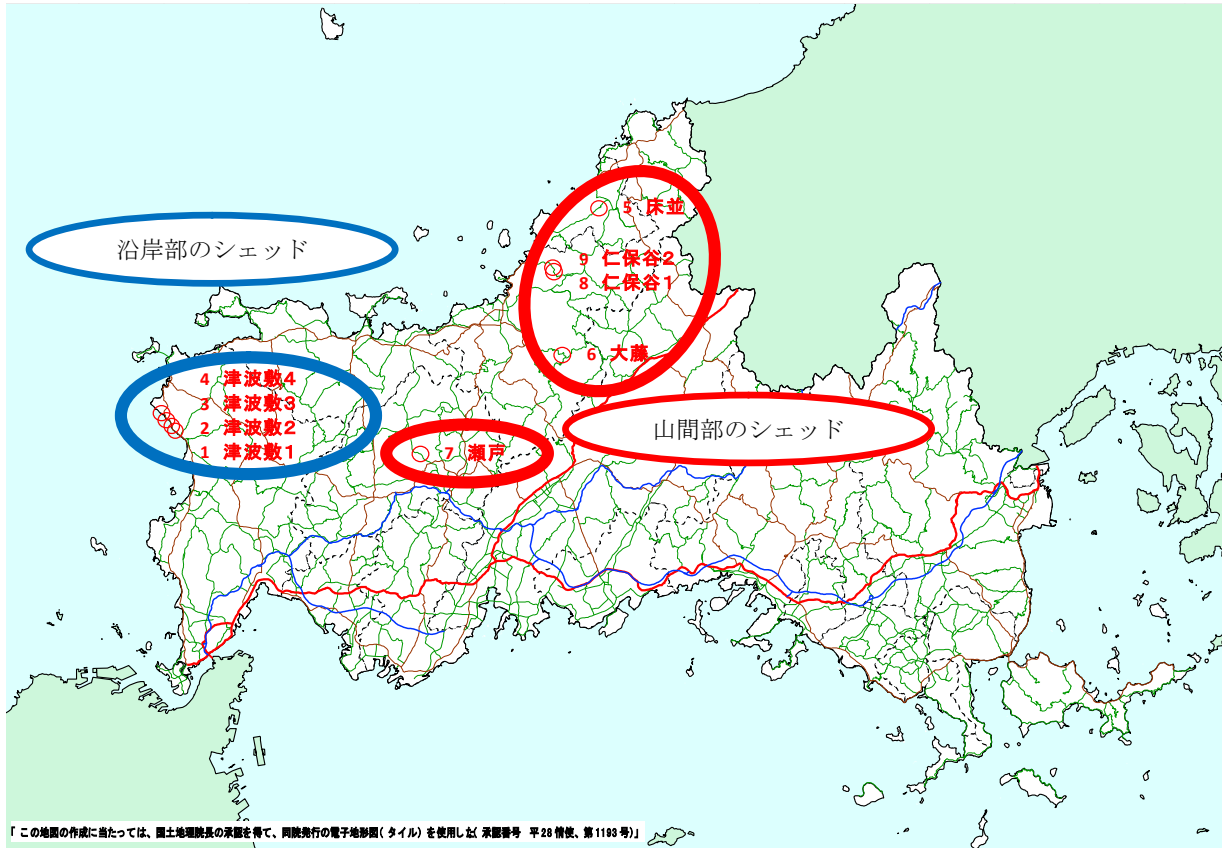 沿岸部のシェッド
5 床並
9 仁保谷2
8 仁保谷1
6 大藤
4 津波敷4
3 津波敷3
2 津波敷2
1 津波敷1
山間部のシェッド
7 瀬戸
「この地図の作成に当たっては、国土地理院長の承認を得て、同院発行の電子地形図(タイル)を使用した( 承認番号 平28情使、第1193号)」